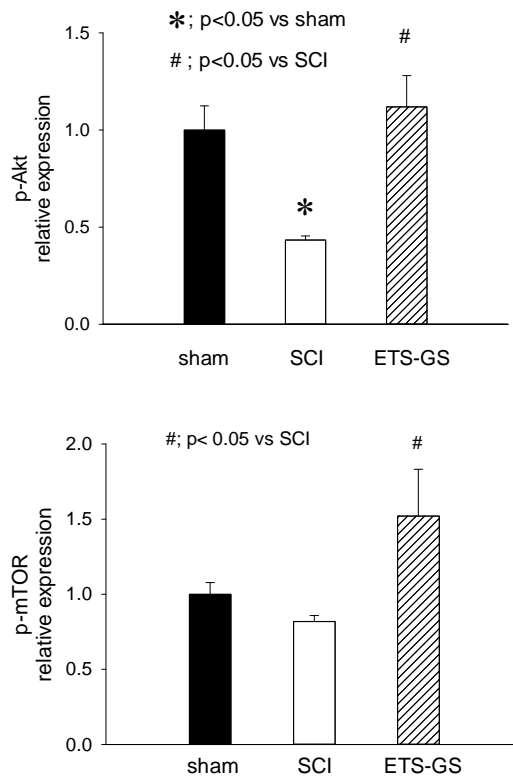 ✱; p<0.05 vs sham
# ; p<0.05 vs SCI
#
1.5
1.0
0.5
0.0
p-Akt
relative expression
✱
sham SCI ETS-GS
#; p< 0.05 vs SCI
#
2.0
1.5
1.0
0.5
0.0
p-mTOR
relative expression
sham SCI ETS-GS